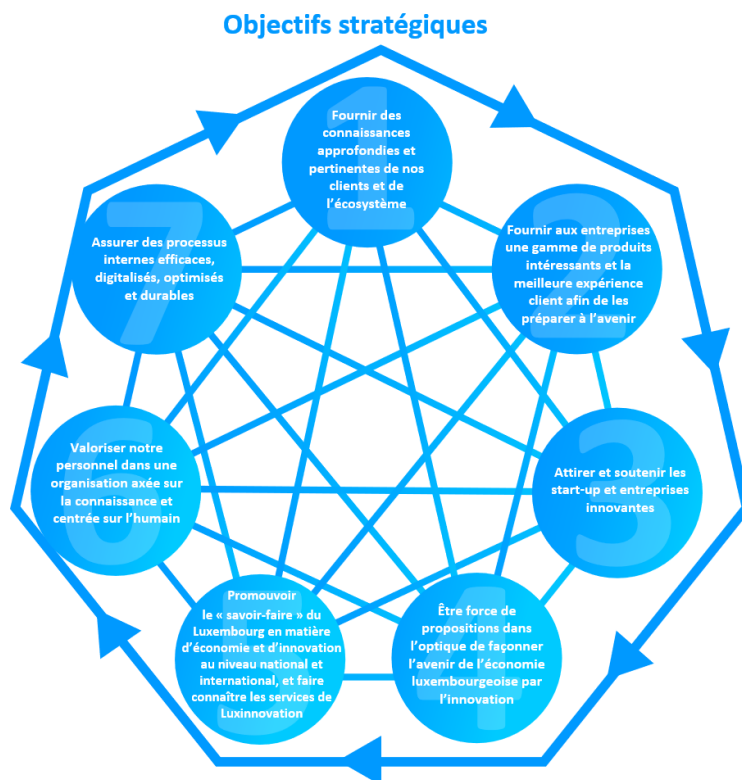 Objectifs stratégiques
1
Fournir des
connaissances
approfondies et
pertinentes de nos
clients et de
l'écosystème
2
Fournir aux entreprises
une gamme de produits
intéressants et la
meilleure expérience
client afin de les
préparer à l'avenir
3
Attirer et soutenir les
start-up et entreprises
innovantes
4
Être force de
propositions dans
l'optique de façonner
l'avenir de l'économie
luxembourgeoise par
l'innovation
5
Promouvoir
le « savoir-faire » du
Luxembourg en matière
d'économie et d'innovation
au niveau national et
international, et faire
connaître les services de
Luxinnovation
6
Valoriser notre
personnel dans une
organisation axée sur
la connaissance et
centrée sur l'humain
7
Assurer des processus
internes efficaces,
digitalisés, optimisés
et durables